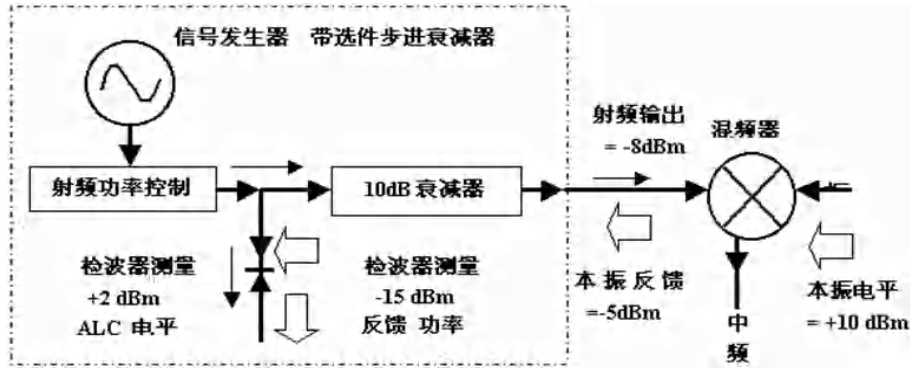 信号发生器 带选件步进衰减器
射频功率控制
10dB 衰减器
射频输出
= -8dBm
混频器
检波器测量
+2 dBm
ALC 电平
检波器测量
-15 dBm
反馈 功率
本振反馈
=-5dBm
本振电平
= +10 dBm
中
频